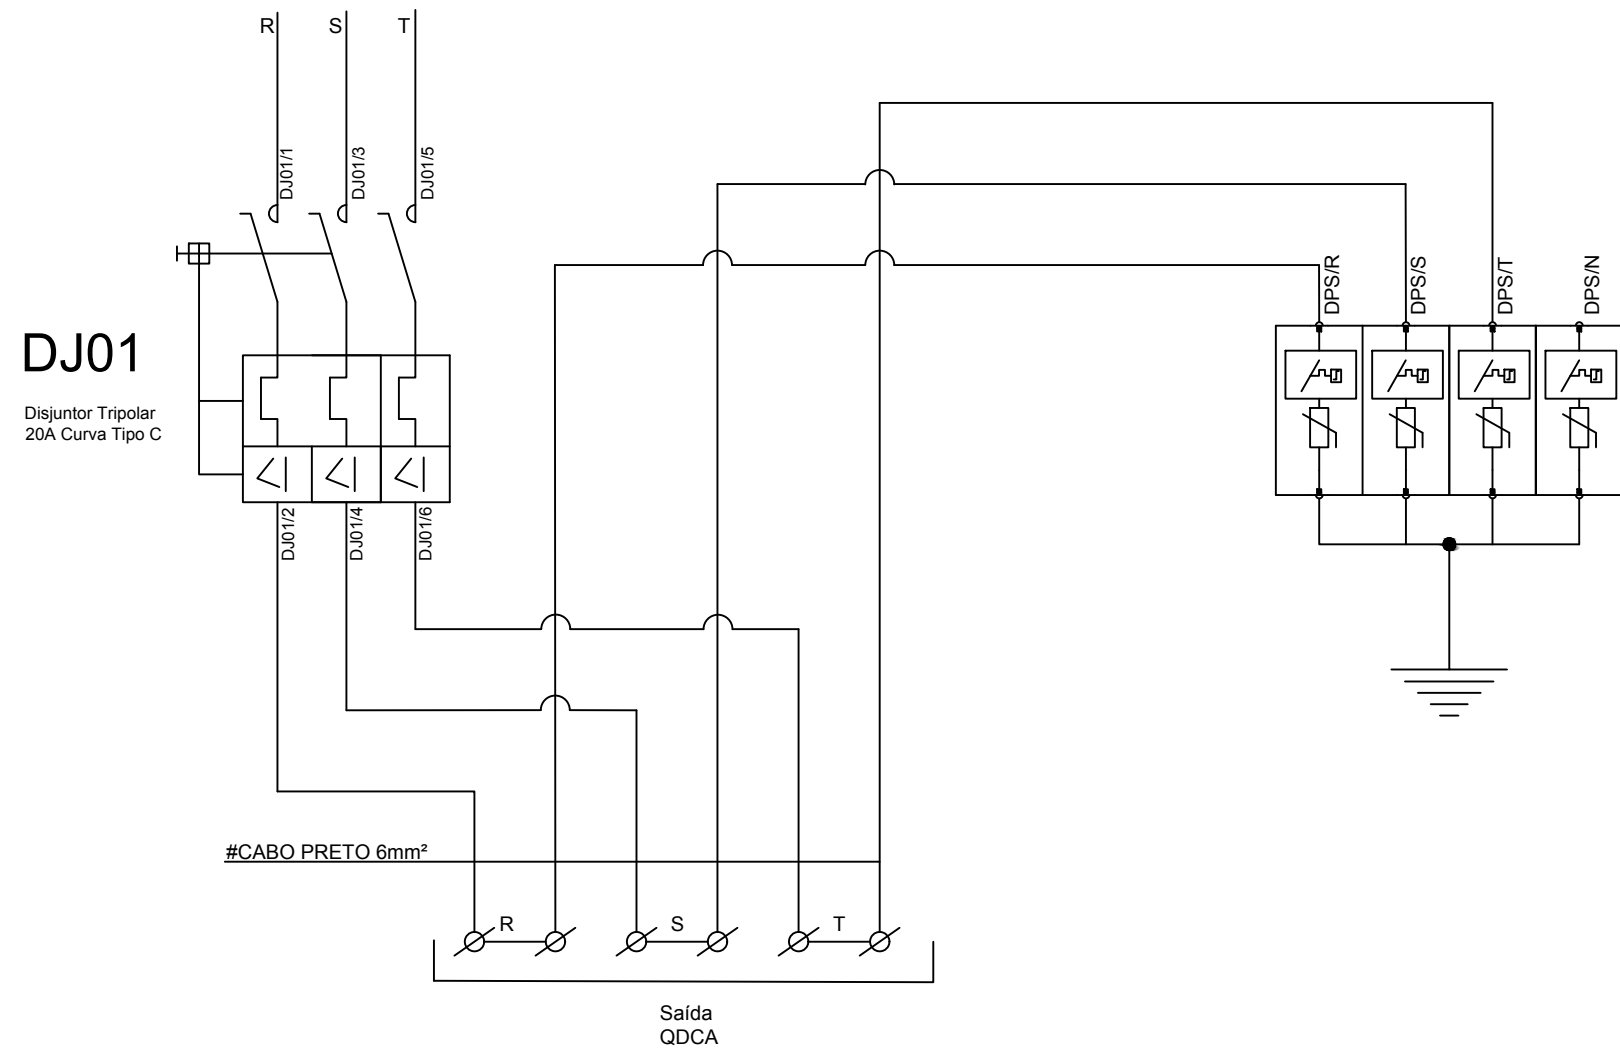 R
S
T
DJ01/1
DJ01/3
DJ01/5
DPS/R
DPS/S
DPS/T
DPS/N
DJ01
Disjuntor Tripolar
20A Curva Tipo C
DJ01/2
DJ01/4
DJ01/6
#CABO PRETO 6mm²
R
S
T
Saída
QDCA